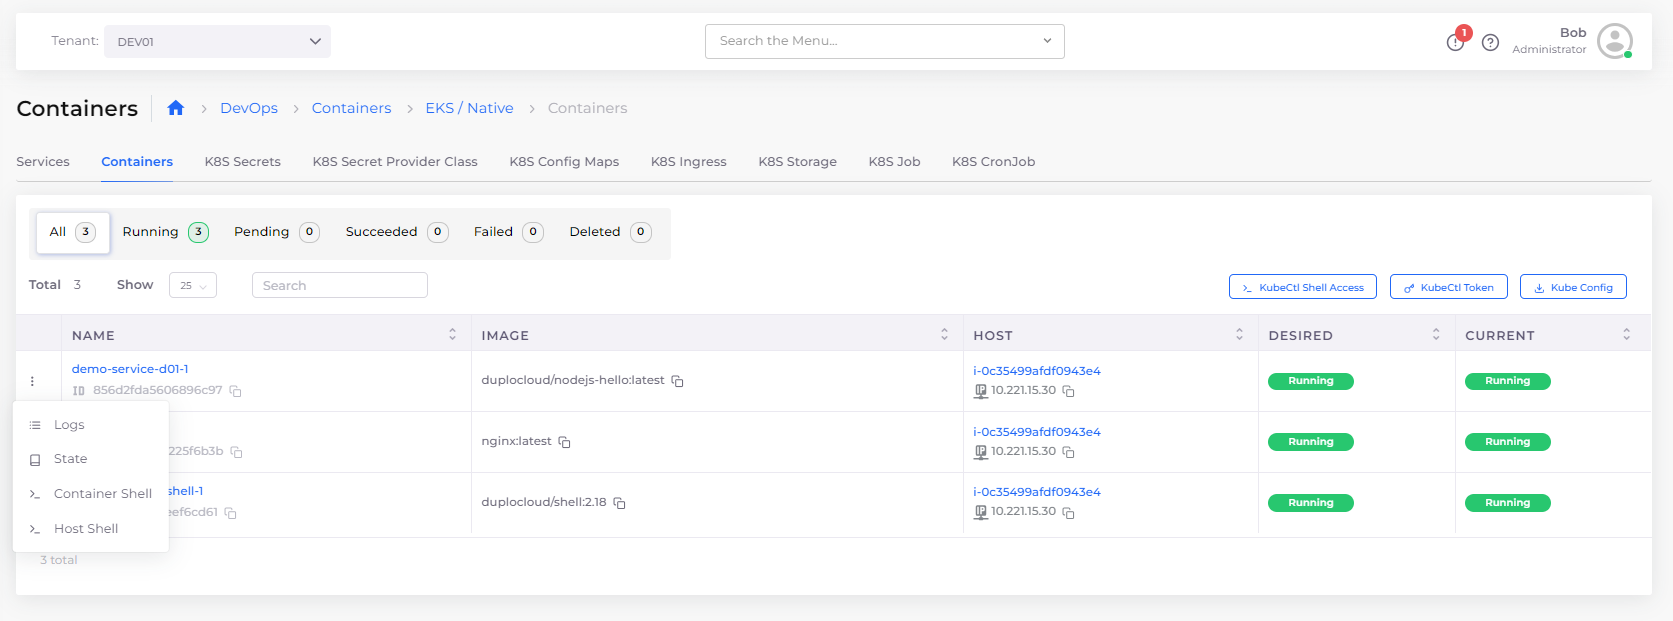 Tenant: DEV01 Search the Menu... 1 Bob
Administrator
Containers DevOps Containers EKS / Native Containers
Services Containers K8S Secrets K8S Secret Provider Class K8S Config Maps K8S Ingress K8S Storage K8S Job K8S CronJob
All 3 Running 3 Pending 0 Succeeded 0 Failed 0 Deleted 0
Total 3 Show 25 Search KubeCtl Shell Access KubeCtl Token Kube Config
NAME IMAGE HOST DESIRED CURRENT
demo-service-d01-1
ID 856d2fda5606896c97
duplocloud/nodejs-hello:latest
i-0c35499afdf0943e4
IP 10.221.15.30
Running Running
Logs
State
Container Shell
Host Shell
225f6b3b
nginx:latest
i-0c35499afdf0943e4
IP 10.221.15.30
Running Running
shell-1
eef6cd61
duplocloud/shell:2.18
i-0c35499afdf0943e4
IP 10.221.15.30
Running Running
3 total